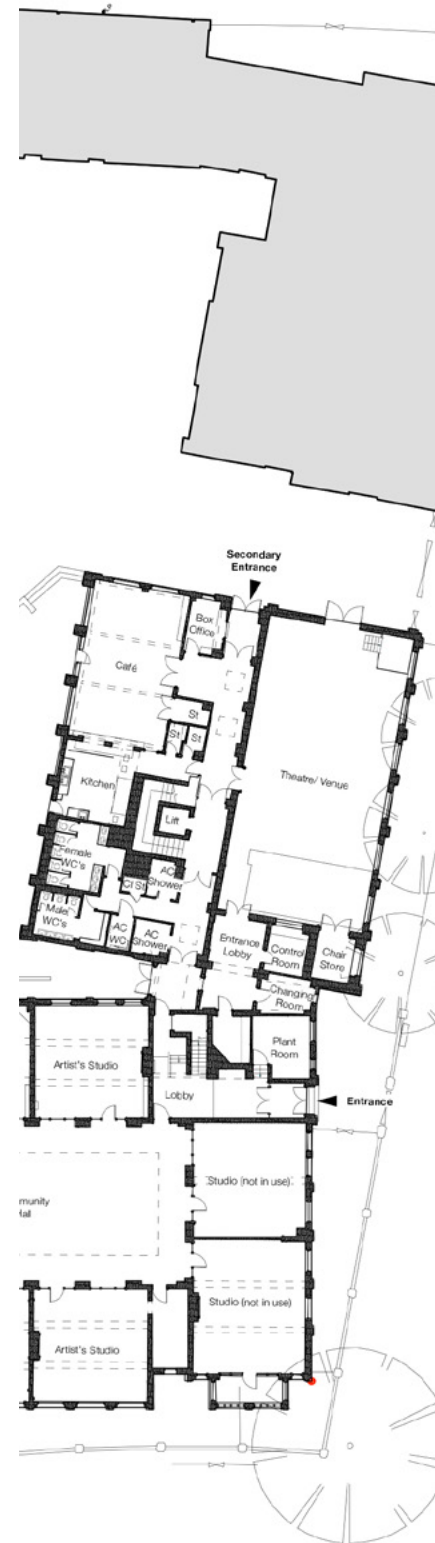 Secondary
Entrance
Box
Office
Café
St
St
St
Theatre/ Venue
Kitchen
Lift
Female
WC's
AC
Shower
Cl St
Male
WC's
AC
WC
AC
Shower
Entrance
Lobby
Control
Room
Chair
Store
Changing
Room
Plant
Room
Artist's Studio
Lobby
Entrance
Studio (not in use)
munity
Hall
Studio (not in use)
Artist's Studio